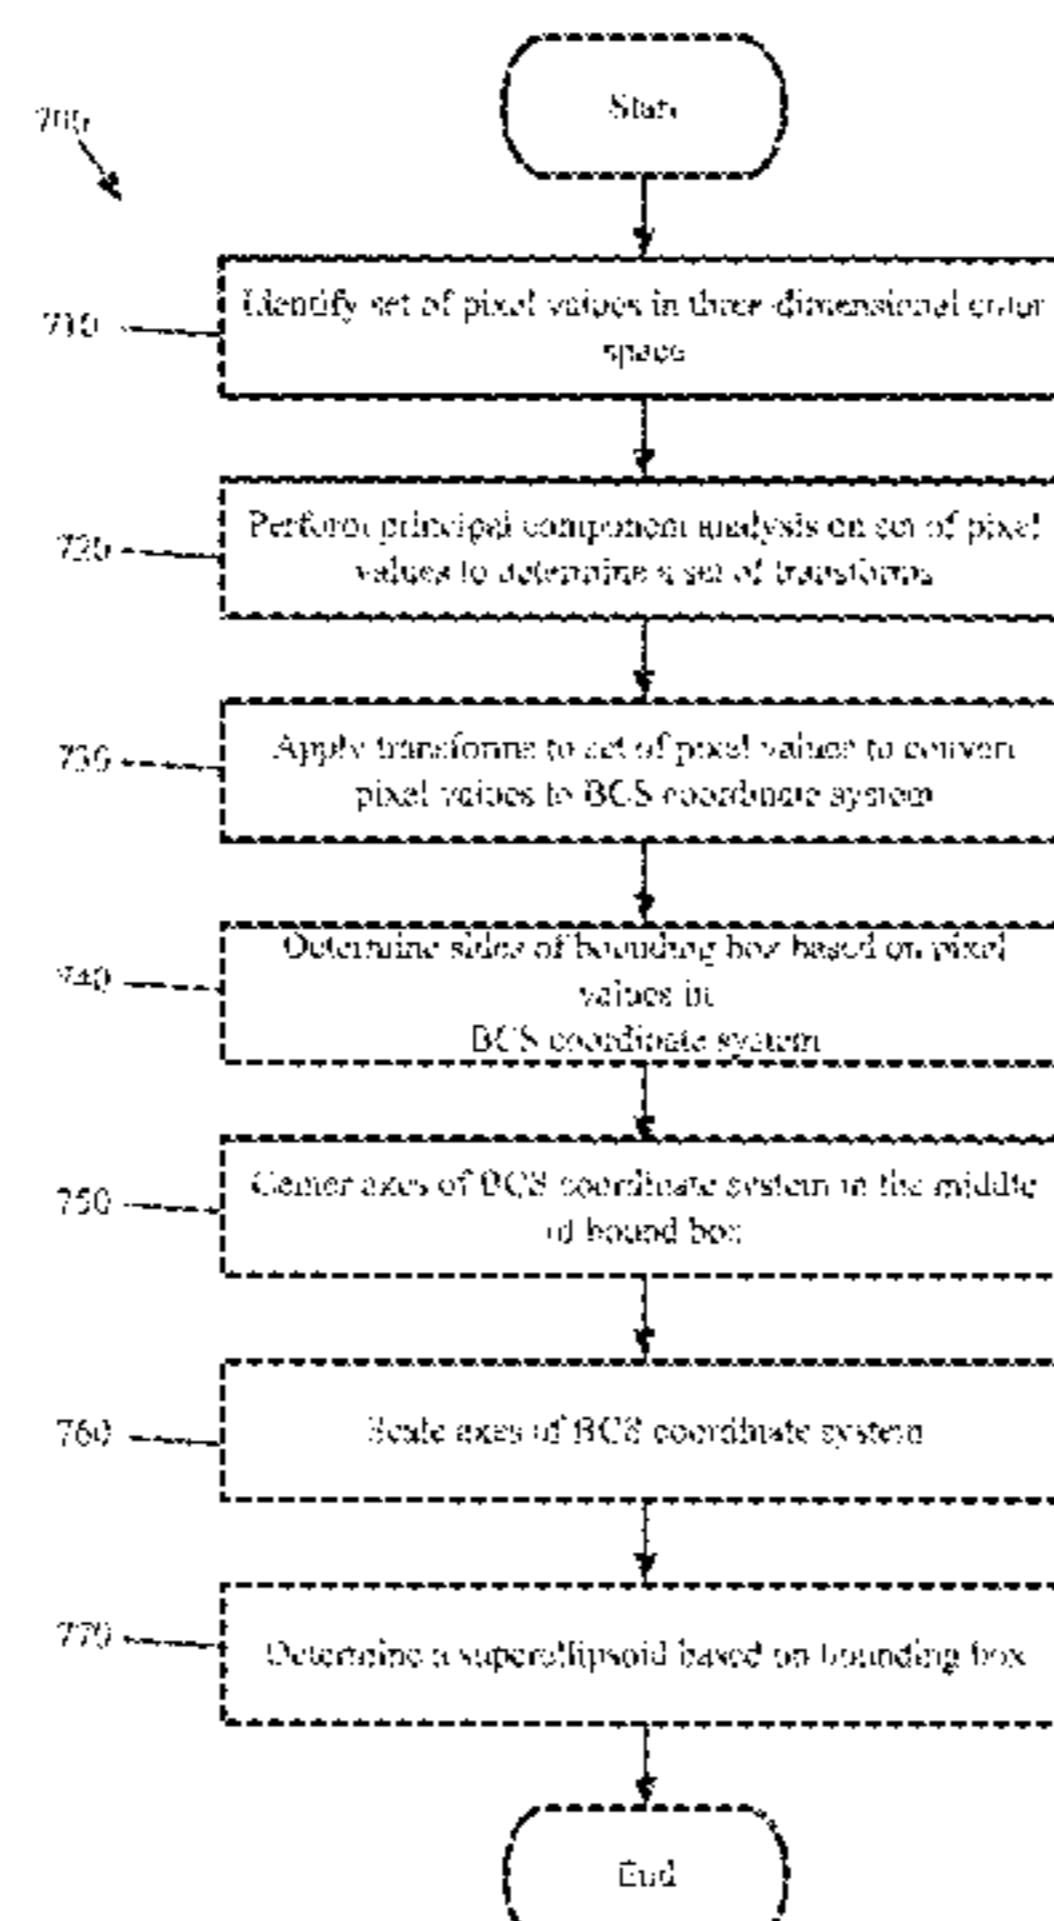 Start
700
710
Identify set of pixel values in three-dimensional color
space
720
Perform principal component analysis on set of pixel
values to determine a set of transforms
730
Apply transforms to set of pixel values to convert
pixel values to BCS coordinate system
740
Determine sides of bounding box based on pixel
values in
BCS coordinate system
750
Center axes of BCS coordinate system in the middle
of bound box
760
Scale axes of BCS coordinate system
770
Determine a superellipsoid based on bounding box
End